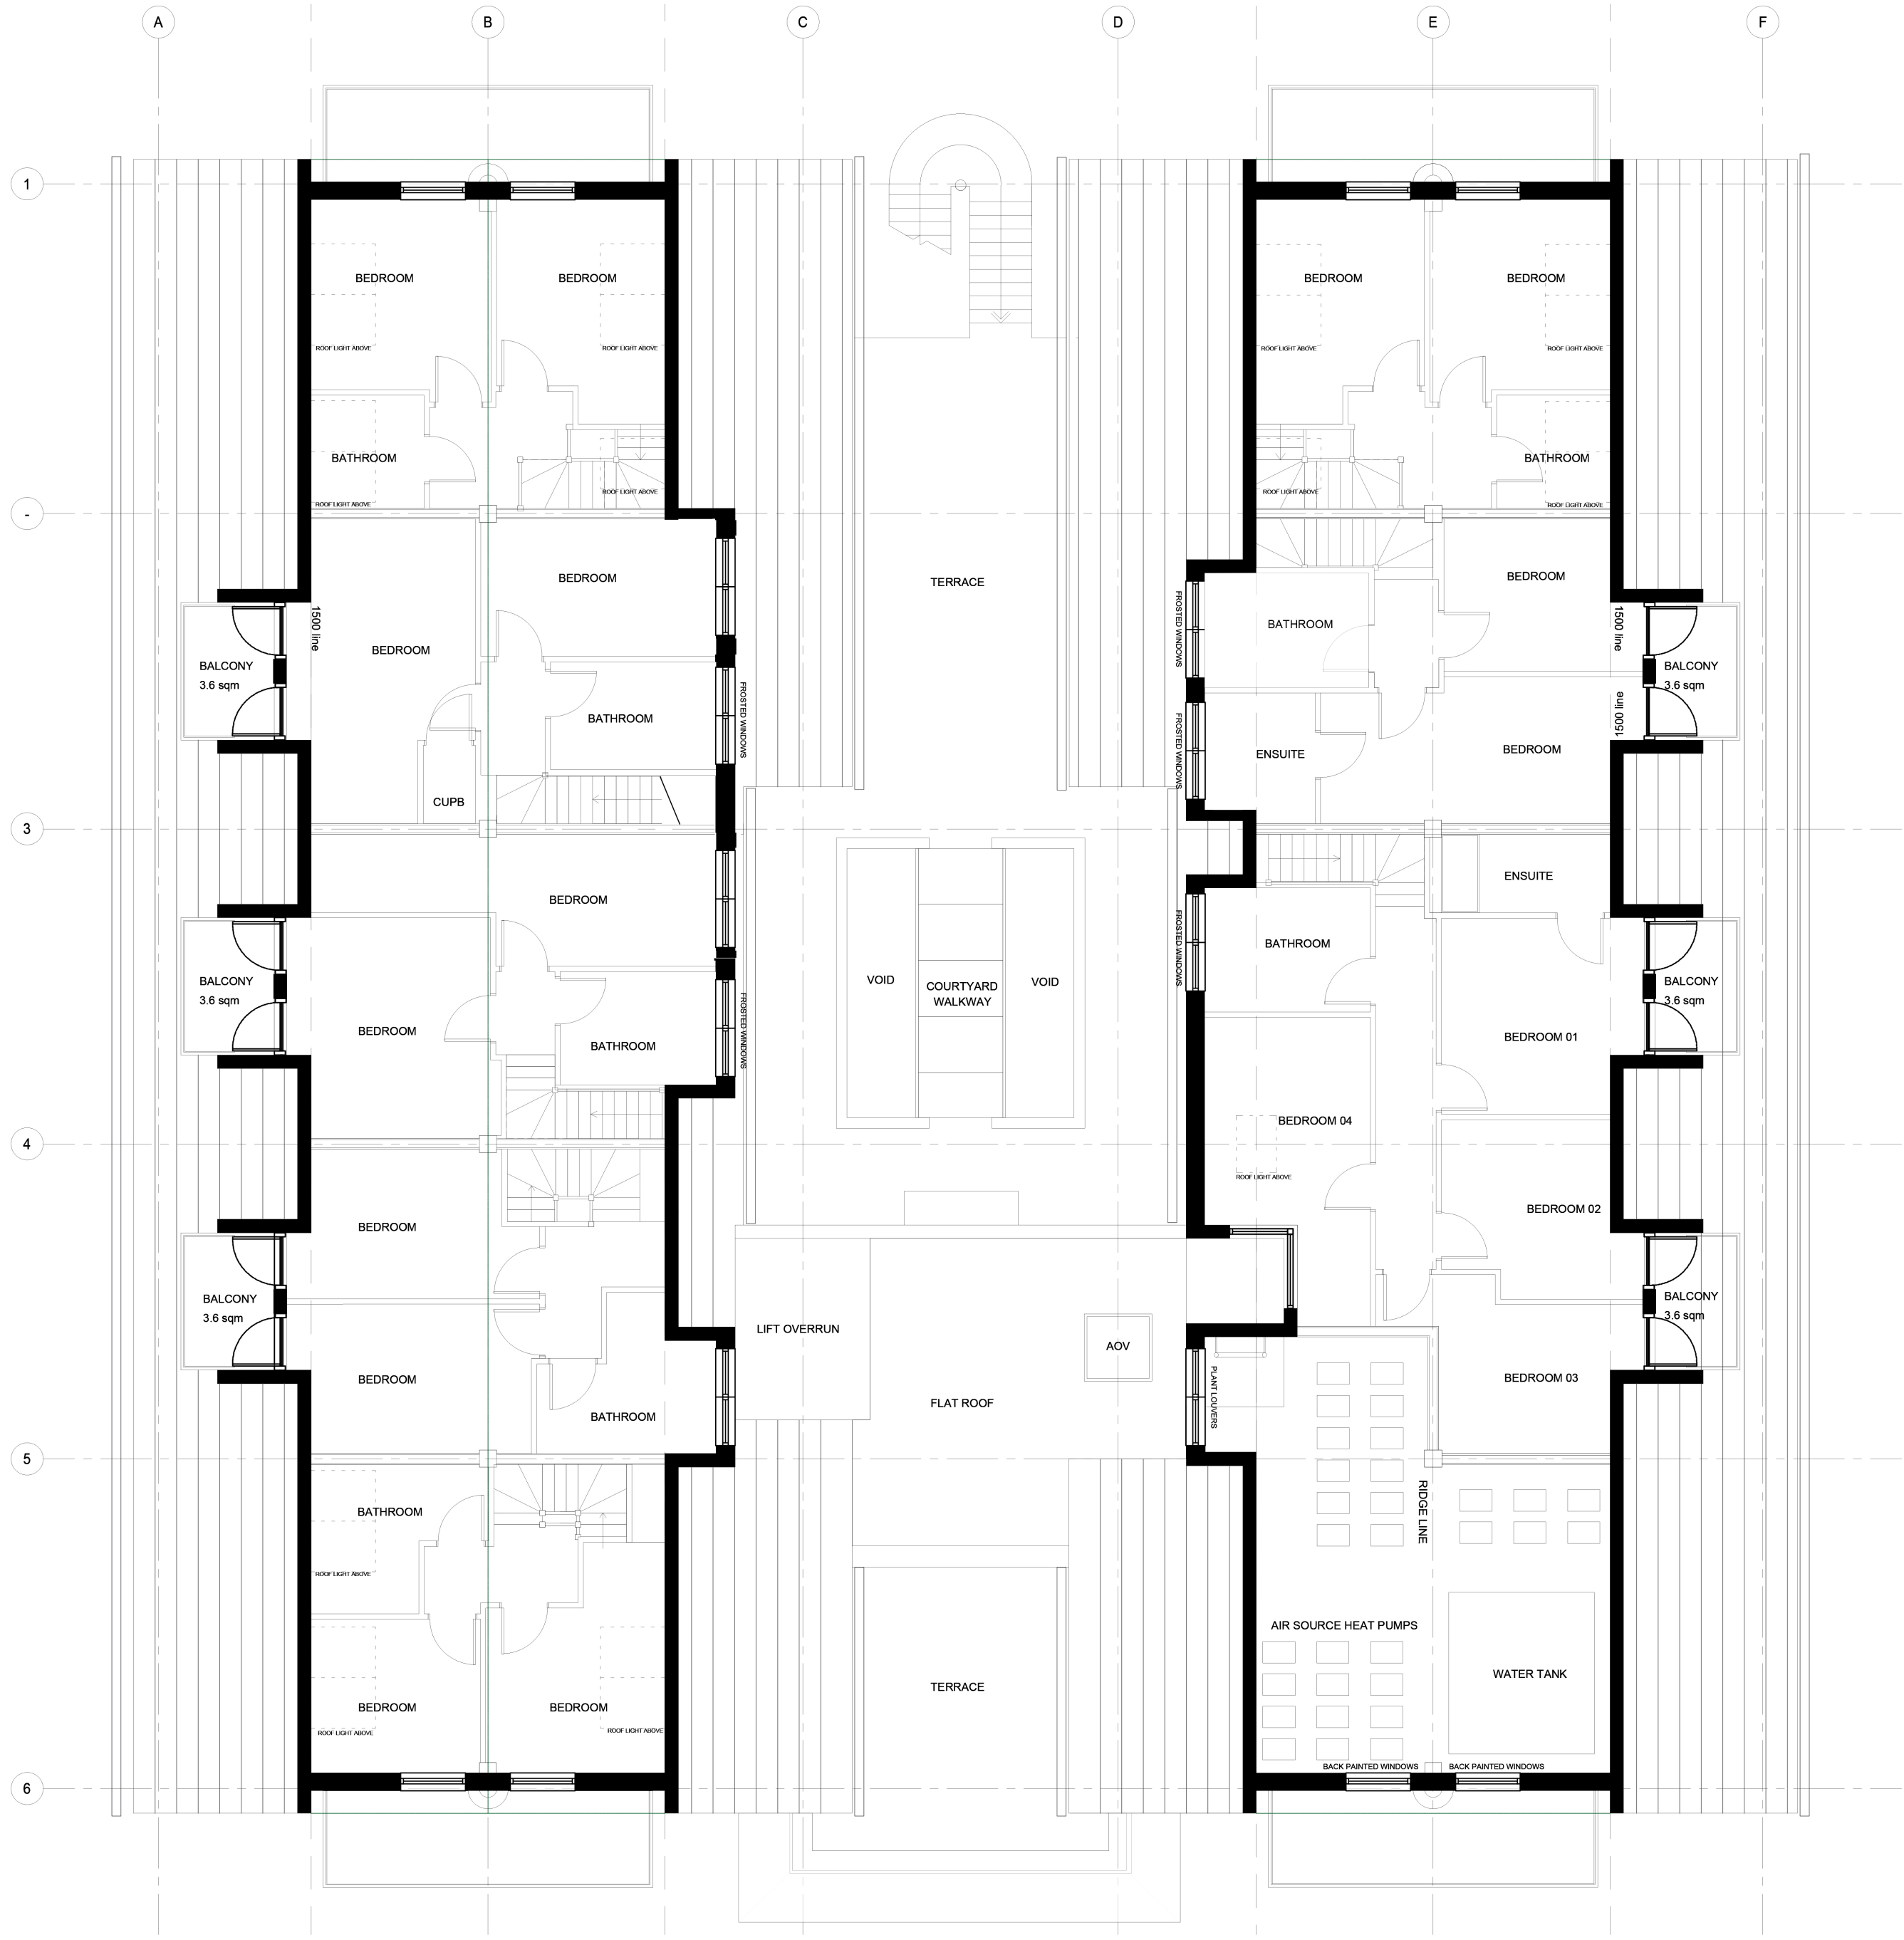 A
B
C
D
E
F
1
BEDROOM
BEDROOM
BEDROOM
BEDROOM
ROOF LIGHT ABOVE
ROOF LIGHT ABOVE
ROOF LIGHT ABOVE
ROOF LIGHT ABOVE
BATHROOM
BATHROOM
ROOF LIGHT ABOVE
ROOF LIGHT ABOVE
ROOF LIGHT ABOVE
ROOF LIGHT ABOVE
-
BEDROOM
TERRACE
BEDROOM
1500 line
FROSTED WINDOWS
BATHROOM
1500 line
BEDROOM
BALCONY
3.6 sqm
BALCONY
3.6 sqm
BATHROOM
FROSTED WINDOWS
FROSTED WINDOWS
ENSUITE
BEDROOM
1500 line
CUPB
3
ENSUITE
BEDROOM
BATHROOM
FROSTED WINDOWS
BALCONY
3.6 sqm
VOID
COURTYARD
WALKWAY
VOID
BALCONY
3.6 sqm
BEDROOM
BATHROOM
FROSTED WINDOWS
BEDROOM 01
4
BEDROOM 04
ROOF LIGHT ABOVE
BEDROOM
BEDROOM 02
BALCONY
3.6 sqm
LIFT OVERRUN
AOV
BALCONY
3.6 sqm
BEDROOM
BEDROOM 03
BATHROOM
FLAT ROOF
PLANT LOUVERS
5
BATHROOM
RIDGE LINE
ROOF LIGHT ABOVE
AIR SOURCE HEAT PUMPS
WATER TANK
BEDROOM
BEDROOM
TERRACE
ROOF LIGHT ABOVE
ROOF LIGHT ABOVE
BACK PAINTED WINDOWS
BACK PAINTED WINDOWS
6